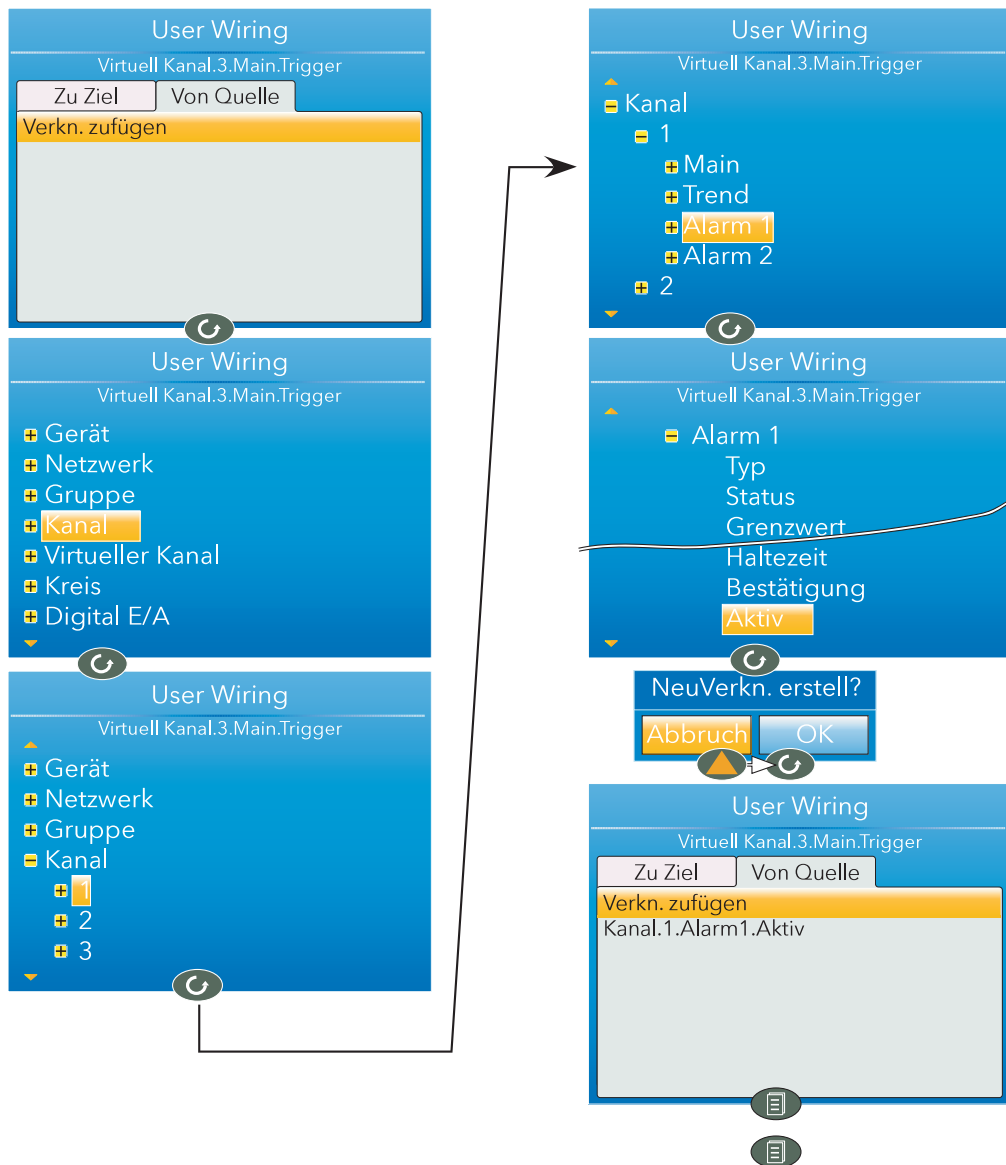 User Wiring
Virtuell Kanal.3.Main.Trigger
Zu Ziel
Von Quelle
Verkn. zufügen
User Wiring
Virtuell Kanal.3.Main.Trigger
Gerät
Netzwerk
Gruppe
Kanal
Virtueller Kanal
Kreis
Digital E/A
User Wiring
Virtuell Kanal.3.Main.Trigger
Gerät
Netzwerk
Gruppe
Kanal
1
2
3
User Wiring
Virtuell Kanal.3.Main.Trigger
Kanal
1
Main
Trend
Alarm 1
Alarm 2
2
User Wiring
Virtuell Kanal.3.Main.Trigger
Alarm 1
Typ
Status
Grenzwert
Haltezeit
Bestätigung
Aktiv
NeuVerkn. erstell?
Abbruch
OK
User Wiring
Virtuell Kanal.3.Main.Trigger
Zu Ziel
Von Quelle
Verkn. zufügen
Kanal.1.Alarm1.Aktiv